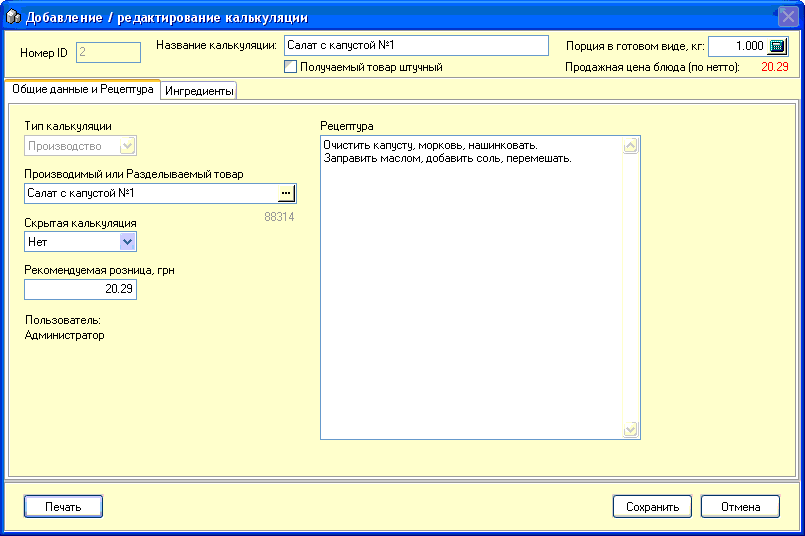 Добавление / редактирование калькуляции
Номер ID
2
Название калькуляции:
Салат с капустой №1
Порция в готовом виде, кг:
1.000
Получаемый товар штучный
Продажная цена блюда (по нетто):
20.29
Общие данные и Рецептура
Ингредиенты
Тип калькуляции
Производство
Производимый или Разделываемый товар
Салат с капустой №1
...
88314
Скрытая калькуляция
Нет
Рекомендуемая розница, грн
20.29
Пользователь:
Администратор
Рецептура
Очистить капусту, морковь, нашинковать.
Заправить маслом, добавить соль, перемешать.
Печать
Сохранить
Отмена